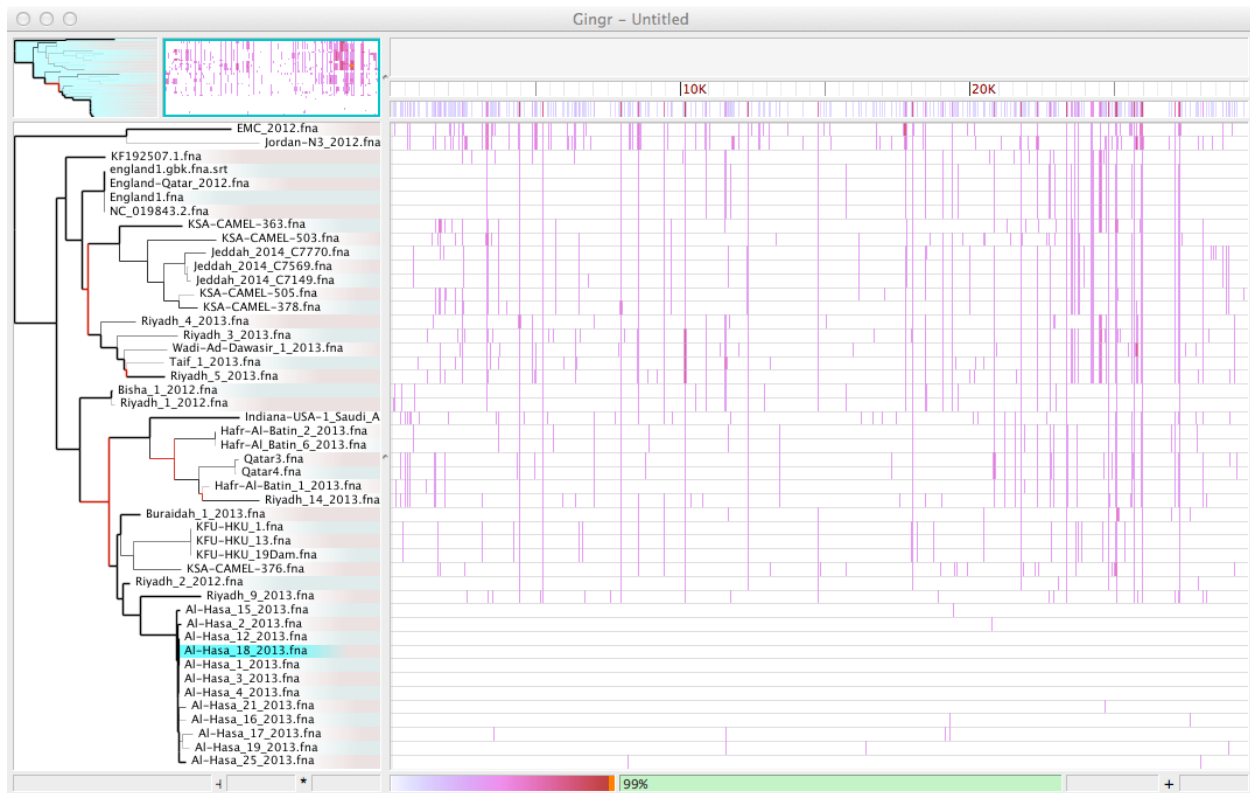 Gingr – Untitled
10K
20K
EMC_2012.fna
Jordan-N3_2012.fna
KF192507.1.fna
england1.gbk.fna.srt
England-Qatar_2012.fna
England1.fna
NC_019843.2.fna
KSA-CAMEL-363.fna
KSA-CAMEL-503.fna
Jeddah_2014_C7770.fna
Jeddah_2014_C7569.fna
Jeddah_2014_C7149.fna
KSA-CAMEL-505.fna
KSA-CAMEL-378.fna
Riyadh_4_2013.fna
Riyadh_3_2013.fna
Wadi-Ad-Dawasir_1_2013.fna
Taif_1_2013.fna
Riyadh_5_2013.fna
Bisha_1_2012.fna
Riyadh_1_2012.fna
Indiana-USA-1_Saudi_A
Hafr-Al-Batin_2_2013.fna
Hafr-Al_Batin_6_2013.fna
Qatar3.fna
Qatar4.fna
Hafr-Al-Batin_1_2013.fna
Riyadh_14_2013.fna
Buraidah_1_2013.fna
KFU-HKU_1.fna
KFU-HKU_13.fna
KFU-HKU_19Dam.fna
KSA-CAMEL-376.fna
Riyadh_2_2012.fna
Riyadh_9_2013.fna
Al-Hasa_15_2013.fna
Al-Hasa_2_2013.fna
Al-Hasa_12_2013.fna
Al-Hasa_18_2013.fna
Al-Hasa_1_2013.fna
Al-Hasa_3_2013.fna
Al-Hasa_4_2013.fna
Al-Hasa_21_2013.fna
Al-Hasa_16_2013.fna
Al-Hasa_17_2013.fna
Al-Hasa_19_2013.fna
Al-Hasa_25_2013.fna
* 99% +